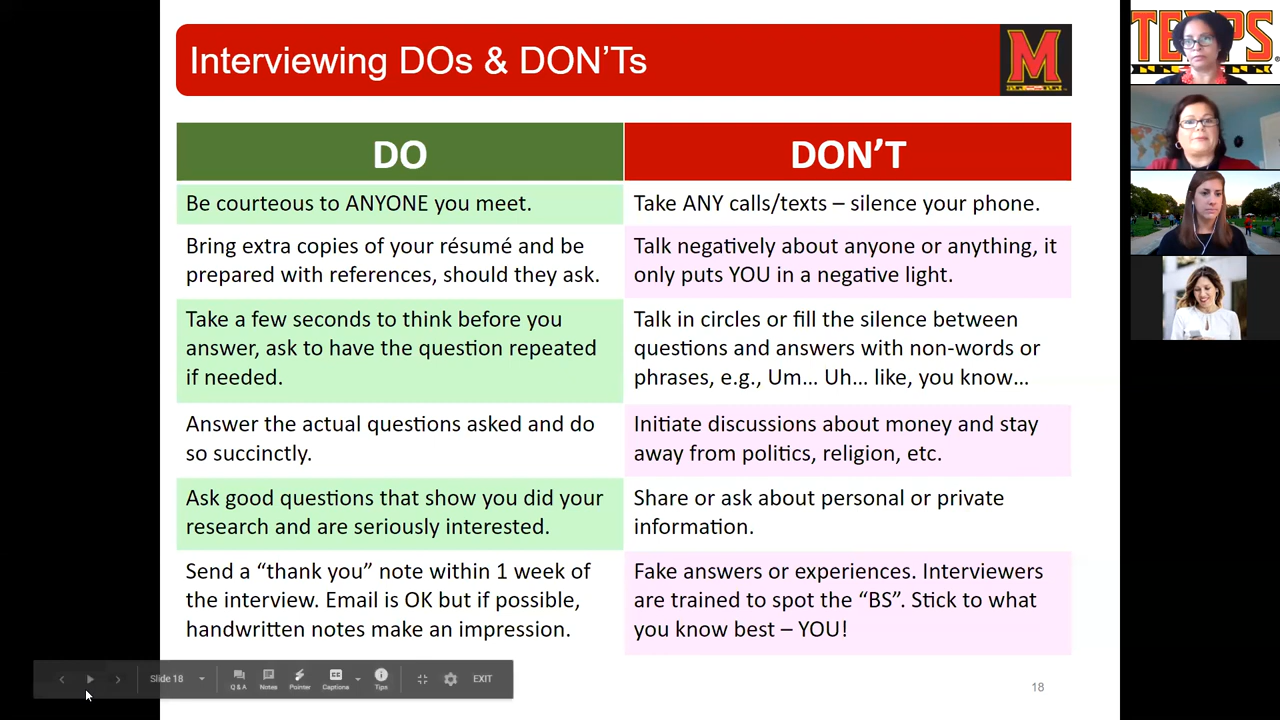 Interviewing DOs & DON’Ts
M
TERPS
DO
DON’T
Be courteous to ANYONE you meet.
Take ANY calls/texts – silence your phone.
Bring extra copies of your résumé and be
prepared with references, should they ask.
Talk negatively about anyone or anything, it
only puts YOU in a negative light.
Take a few seconds to think before you
answer, ask to have the question repeated
if needed.
Talk in circles or fill the silence between
questions and answers with non-words or
phrases, e.g., Um... Uh... like, you know...
Answer the actual questions asked and do
so succinctly.
Initiate discussions about money and stay
away from politics, religion, etc.
Ask good questions that show you did your
research and are seriously interested.
Share or ask about personal or private
information.
Send a “thank you” note within 1 week of
the interview. Email is OK but if possible,
handwritten notes make an impression.
Fake answers or experiences. Interviewers
are trained to spot the “BS”. Stick to what
you know best – YOU!
Slide 18
Q & A
Notes
Pointer
Captions
Tips
EXIT
18